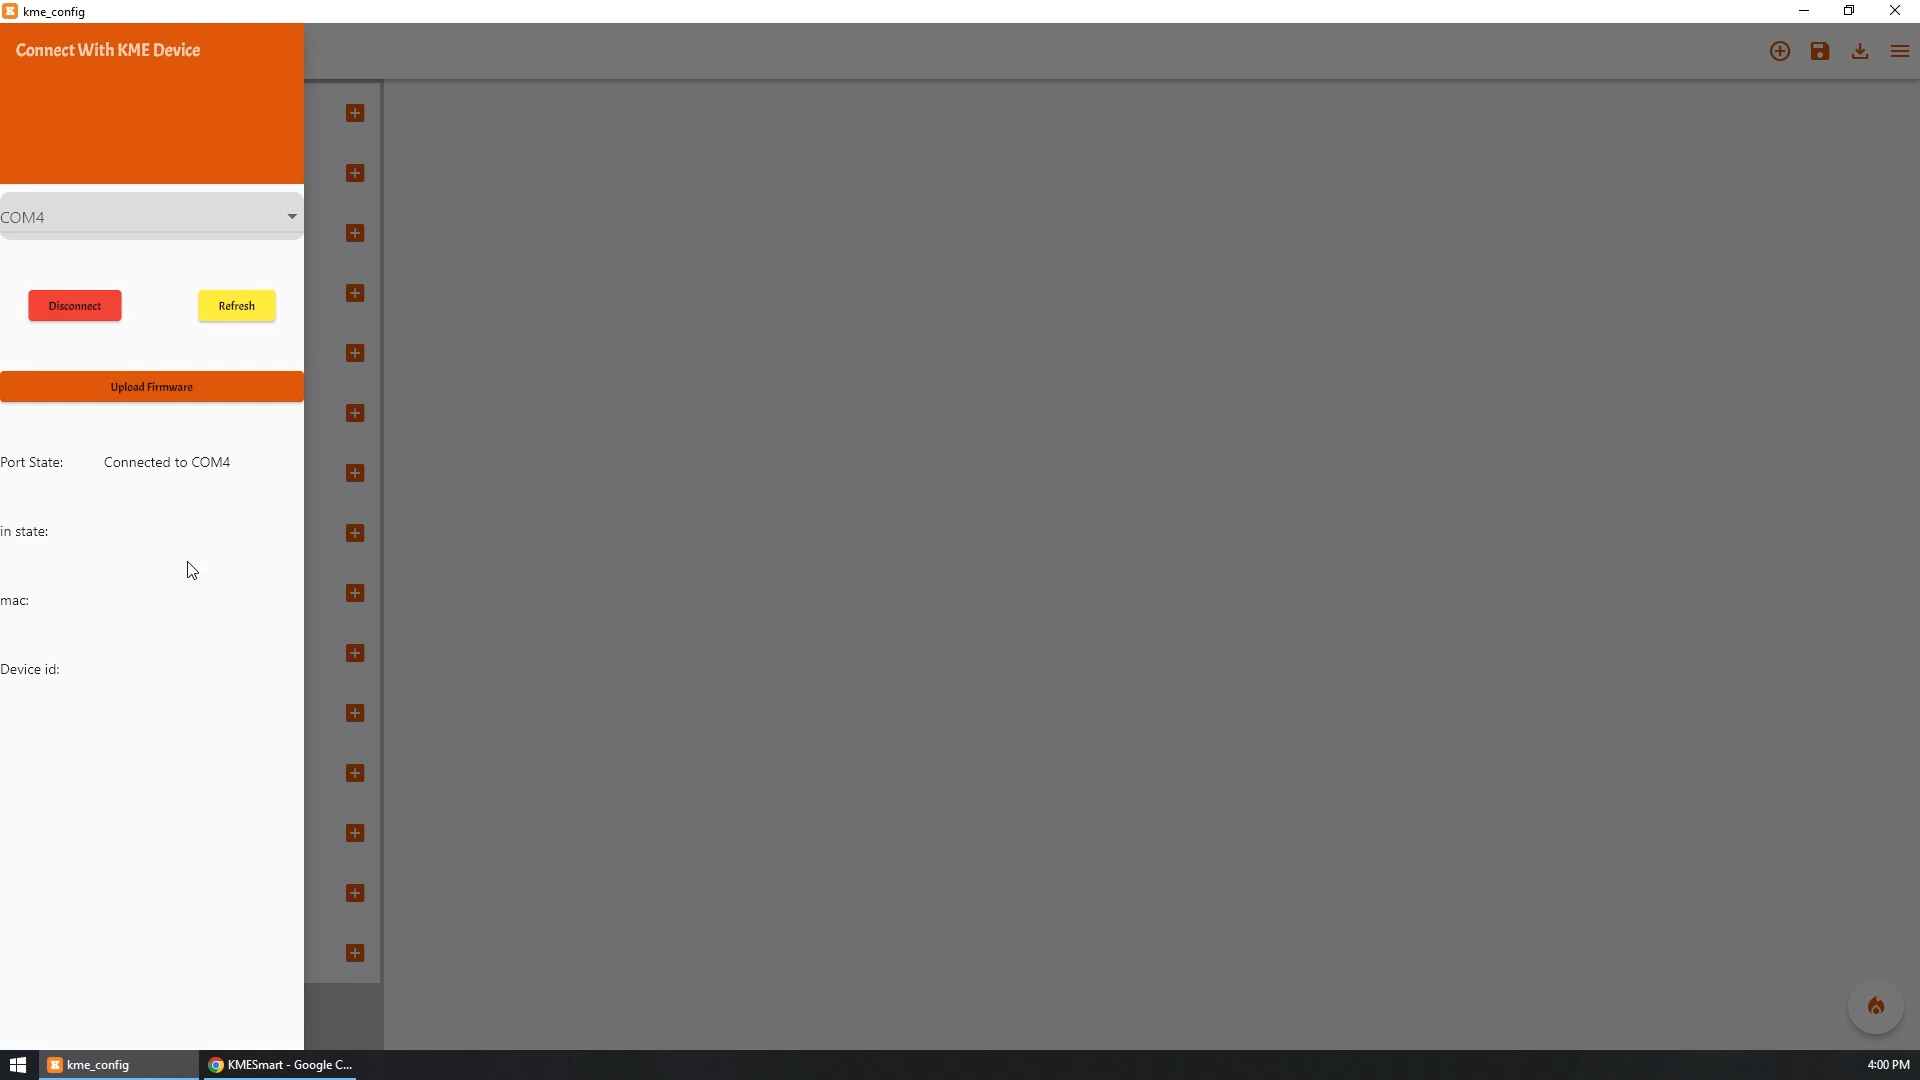 kme_config
Connect With KME Device
COM4
Disconnect
Refresh
Upload Firmware
Port State: Connected to COM4
in state:
mac:
Device id:
kme_config
KMESmart - Google C...
4:00 PM